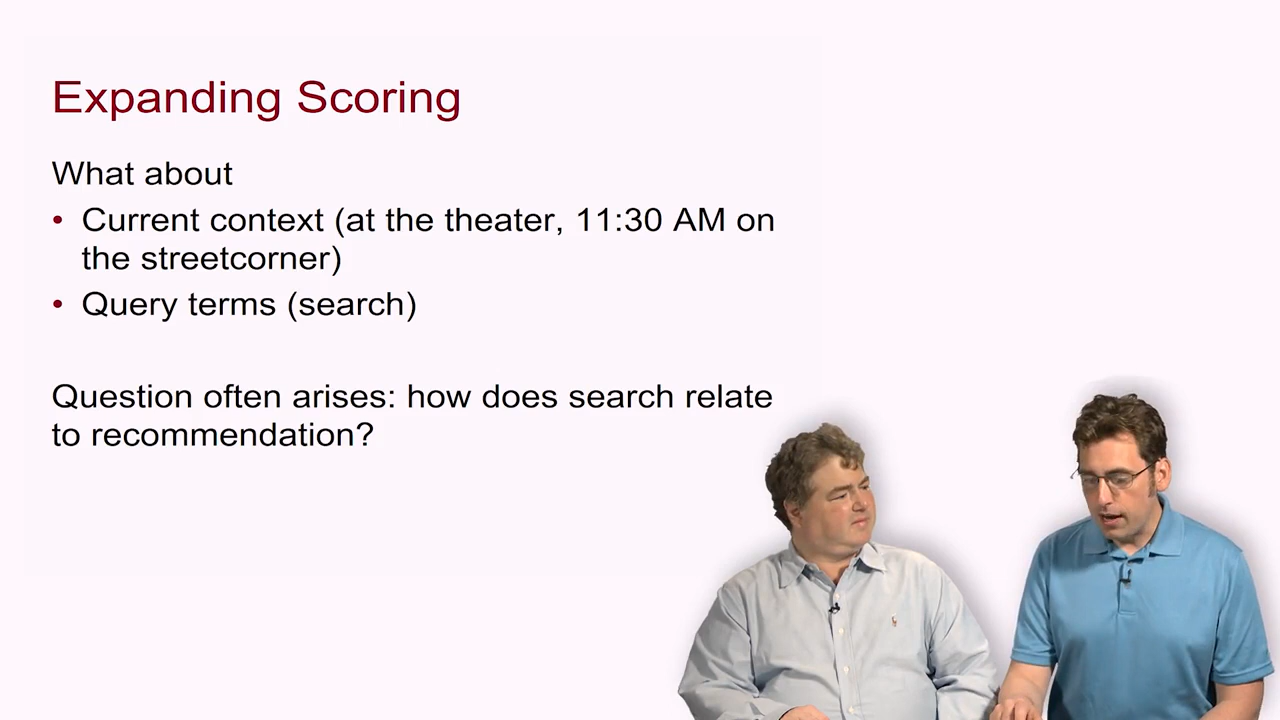 Expanding Scoring
What about
• Current context (at the theater, 11:30 AM on
the streetcorner)
• Query terms (search)
Question often arises: how does search relate
to recommendation?